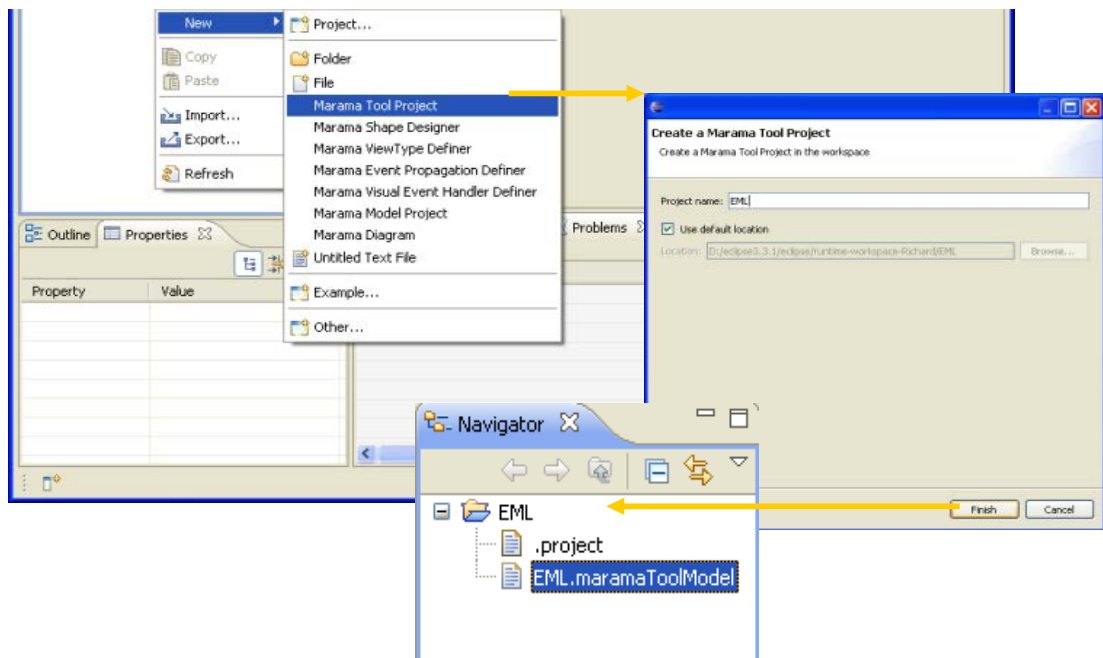 New
Copy
Paste
Import...
Export...
Refresh
Project...
Folder
File
Marama Tool Project
Marama Shape Designer
Marama ViewType Definer
Marama Event Propagation Definer
Marama Visual Event Handler Definer
Marama Model Project
Marama Diagram
Untitled Text File
Example...
Other...
Outline
Properties
Problems
Property Value
Create a Marama Tool Project
Create a Marama Tool Project in the workspace
Project name: EML
Use default location
Location: D:/eclipse3.3.1/eclipse/runtime-workspace-Richard/EML Browse...
Finish Cancel
Navigator
EML
.project
EML.maramaToolModel